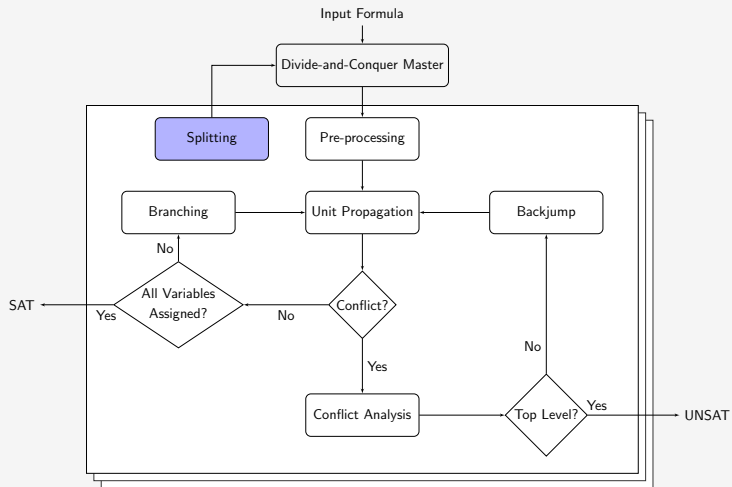 Input Formula
Divide-and-Conquer Master
Splitting
Pre-processing
Branching
Unit Propagation
Backjump
No
All Variables
Assigned?
SAT
Yes
Conflict?
No
No
Yes
Conflict Analysis
Top Level?
Yes
UNSAT